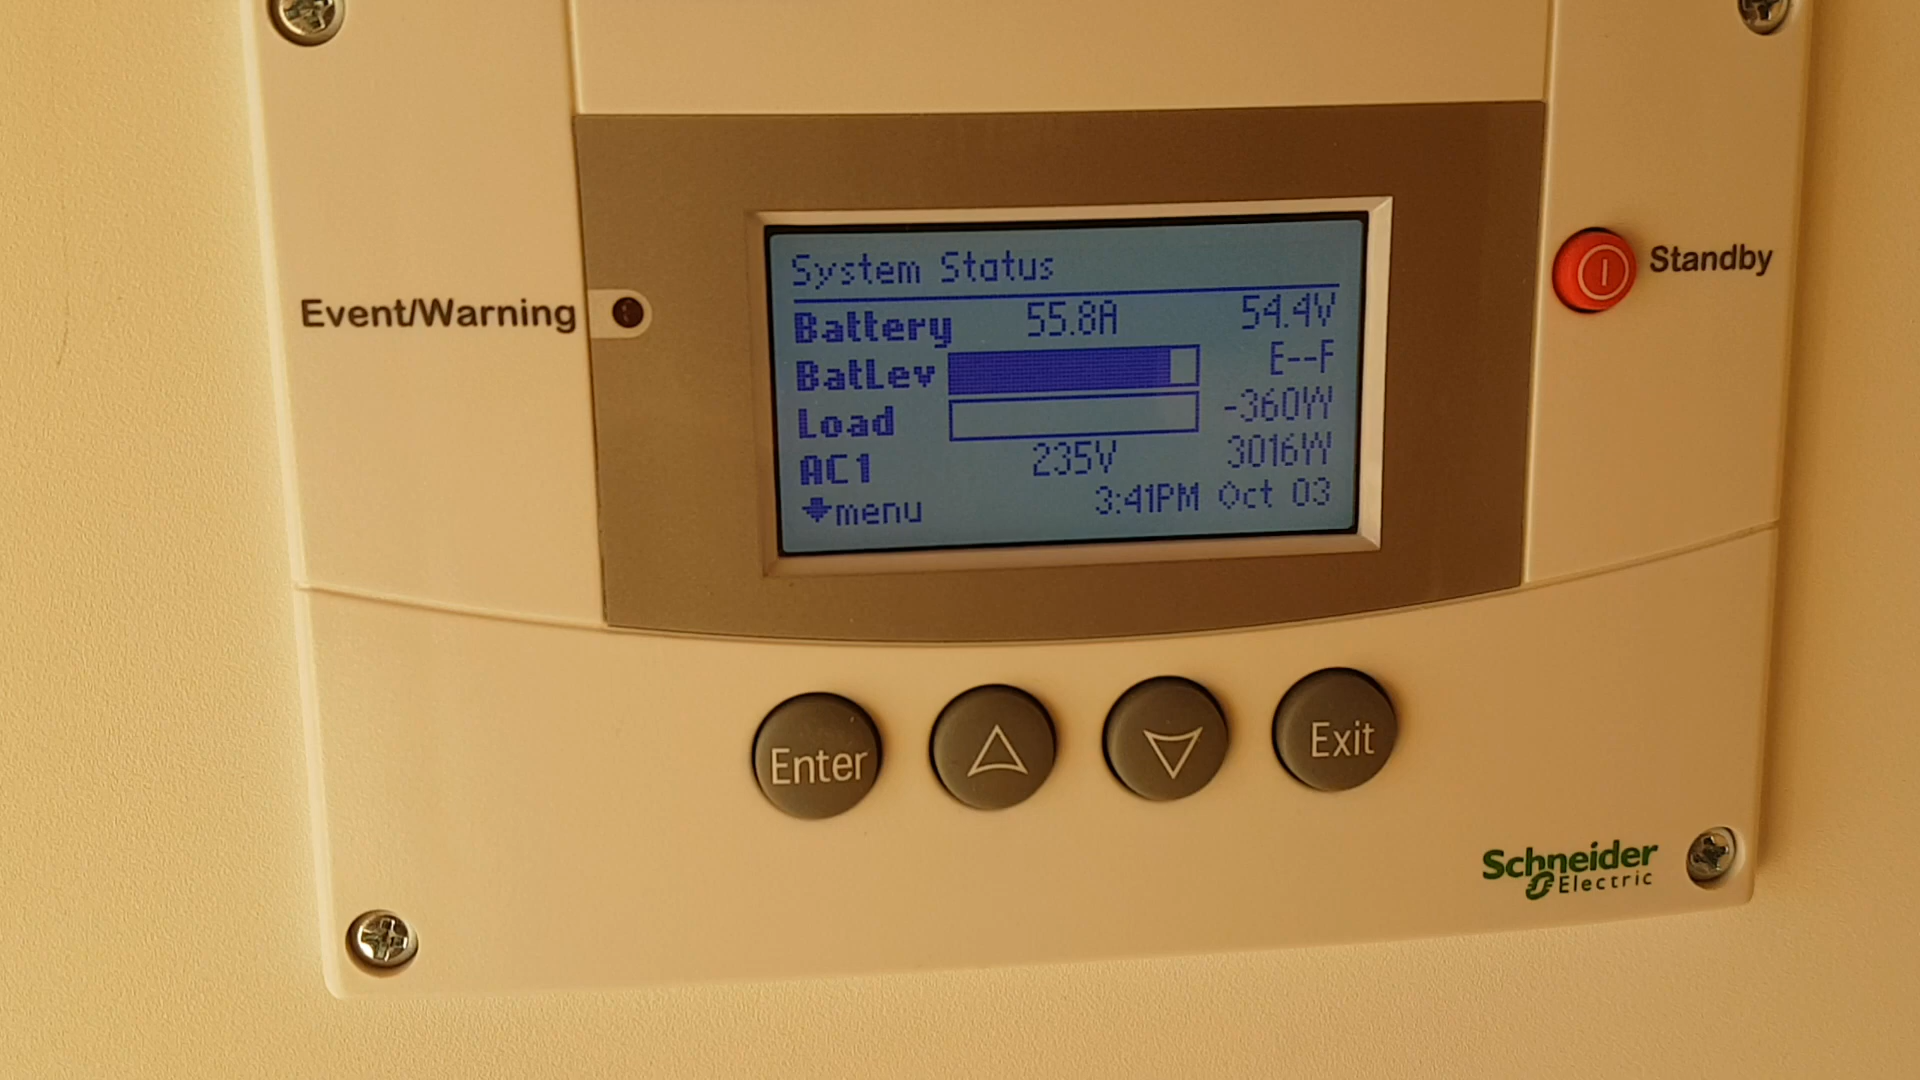 System Status
Battery 55.8A 54.4V
BatLev E--F
Load -360W
AC1 235V 3016W
menu 3:41PM Oct 03
Event/Warning
Standby
Enter
Exit
Schneider
Electric